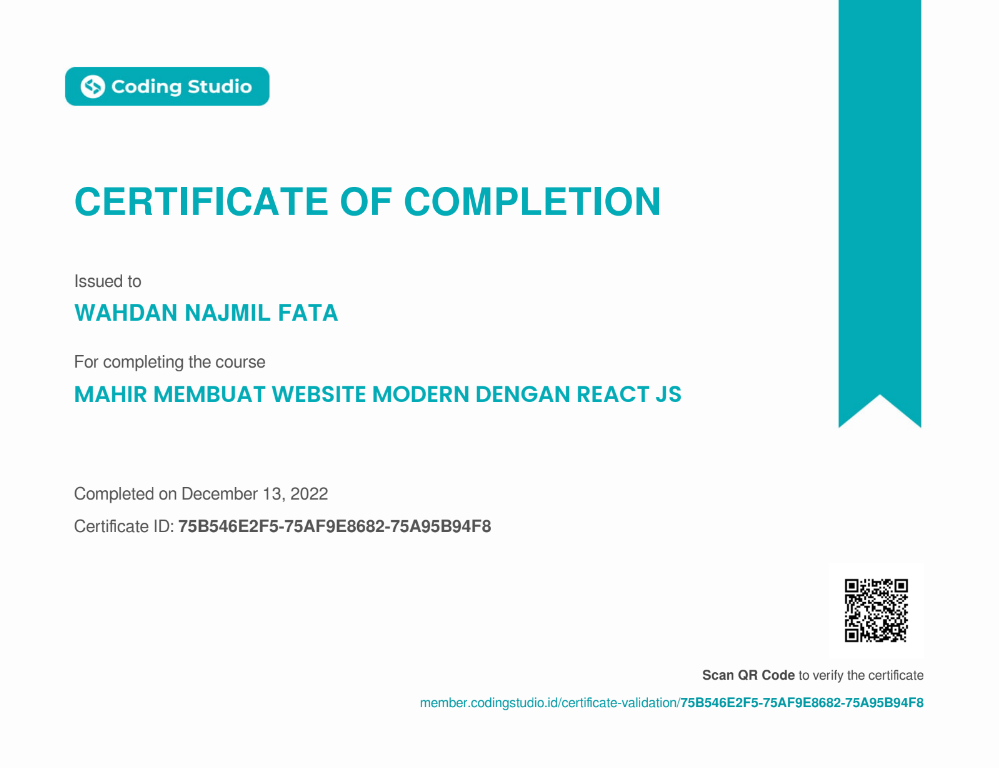 Coding Studio
CERTIFICATE OF COMPLETION
Issued to
WAHDAN NAJMIL FATA
For completing the course
MAHIR MEMBUAT WEBSITE MODERN DENGAN REACT JS
Completed on December 13, 2022
Certificate ID: 75B546E2F5-75AF9E8682-75A95B94F8
Scan QR Code to verify the certificate
member.codingstudio.id/certificate-validation/75B546E2F5-75AF9E8682-75A95B94F8